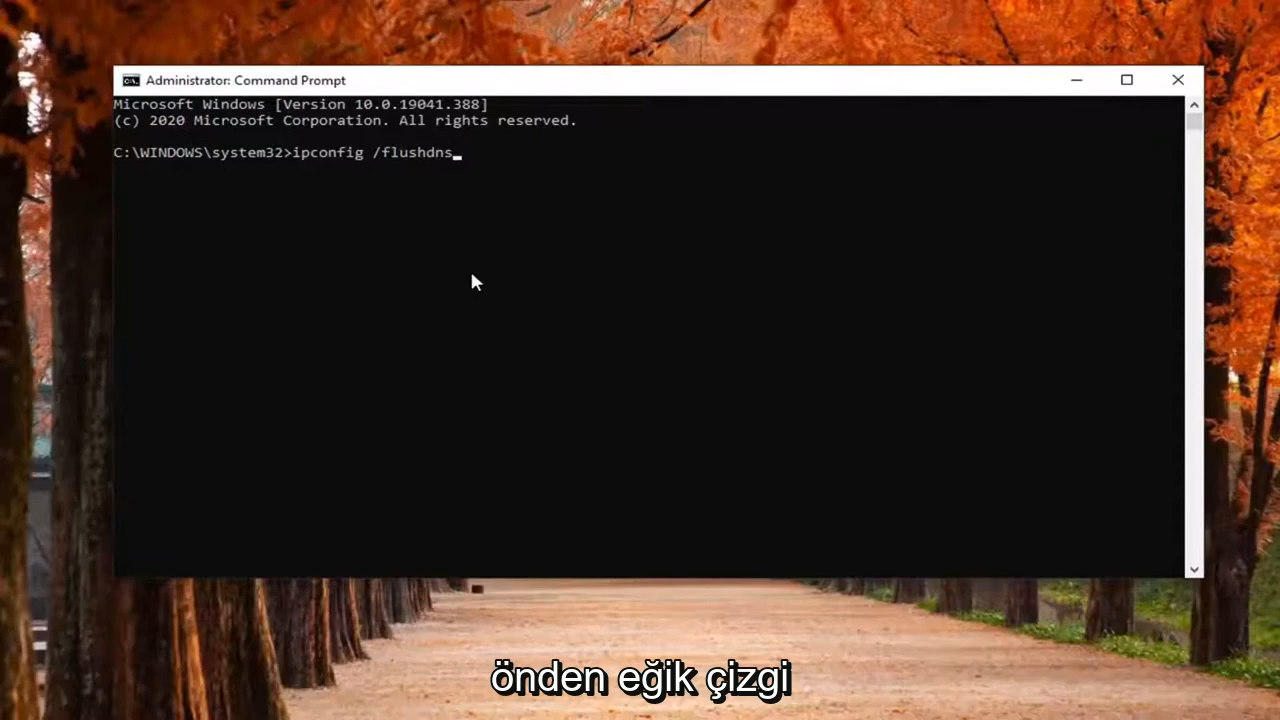 Administrator: Command Prompt
Microsoft Windows [Version 10.0.19041.388]
(c) 2020 Microsoft Corporation. All rights reserved.
C:\WINDOWS\system32>ipconfig /flushdns_
önden eğik çizgi